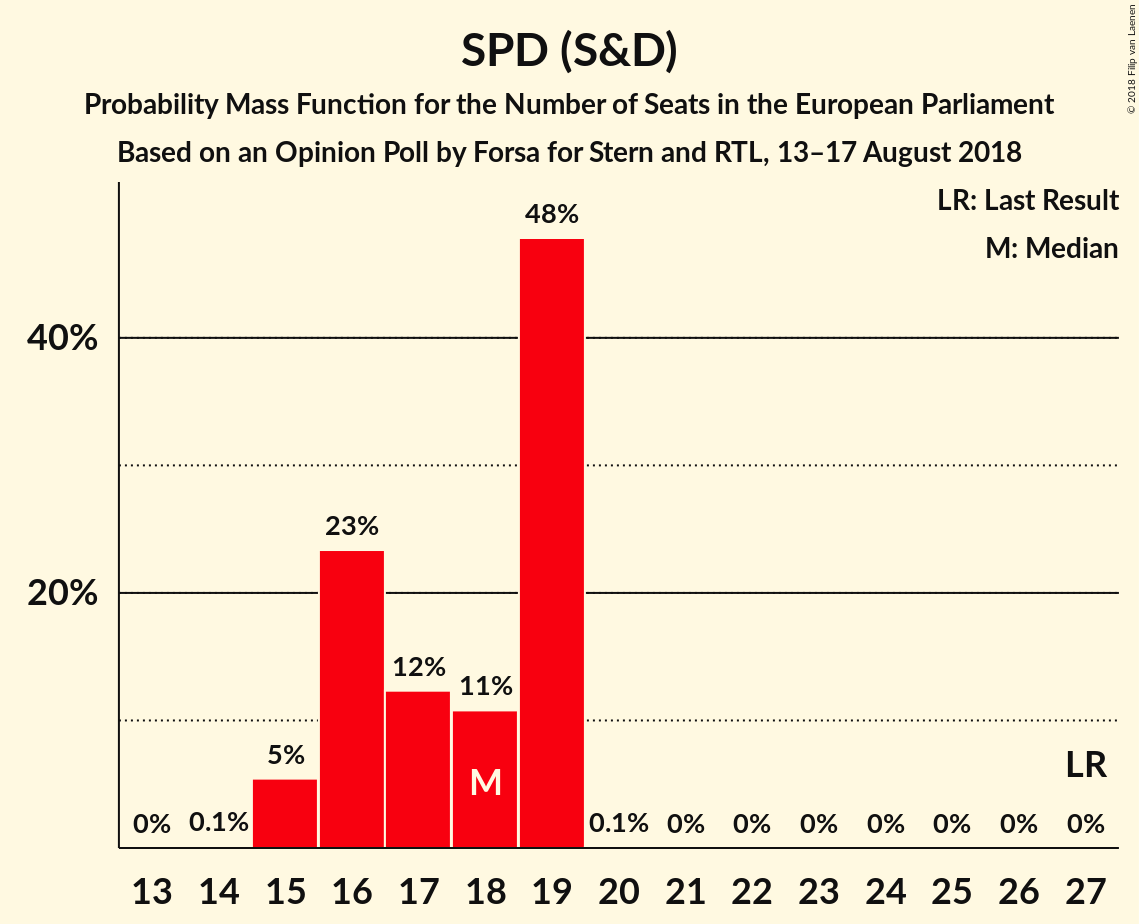 SPD (S&D)
Probability Mass Function for the Number of Seats in the European Parliament
Based on an Opinion Poll by Forsa for Stern and RTL, 13–17 August 2018
© 2018 Filip van Laenen
LR: Last Result
M: Median
48%
40%
23%
20%
12%
11%
5%
M
LR
0% 0.1% 0.1% 0% 0% 0% 0% 0% 0% 0%
13 14 15 16 17 18 19 20 21 22 23 24 25 26 27